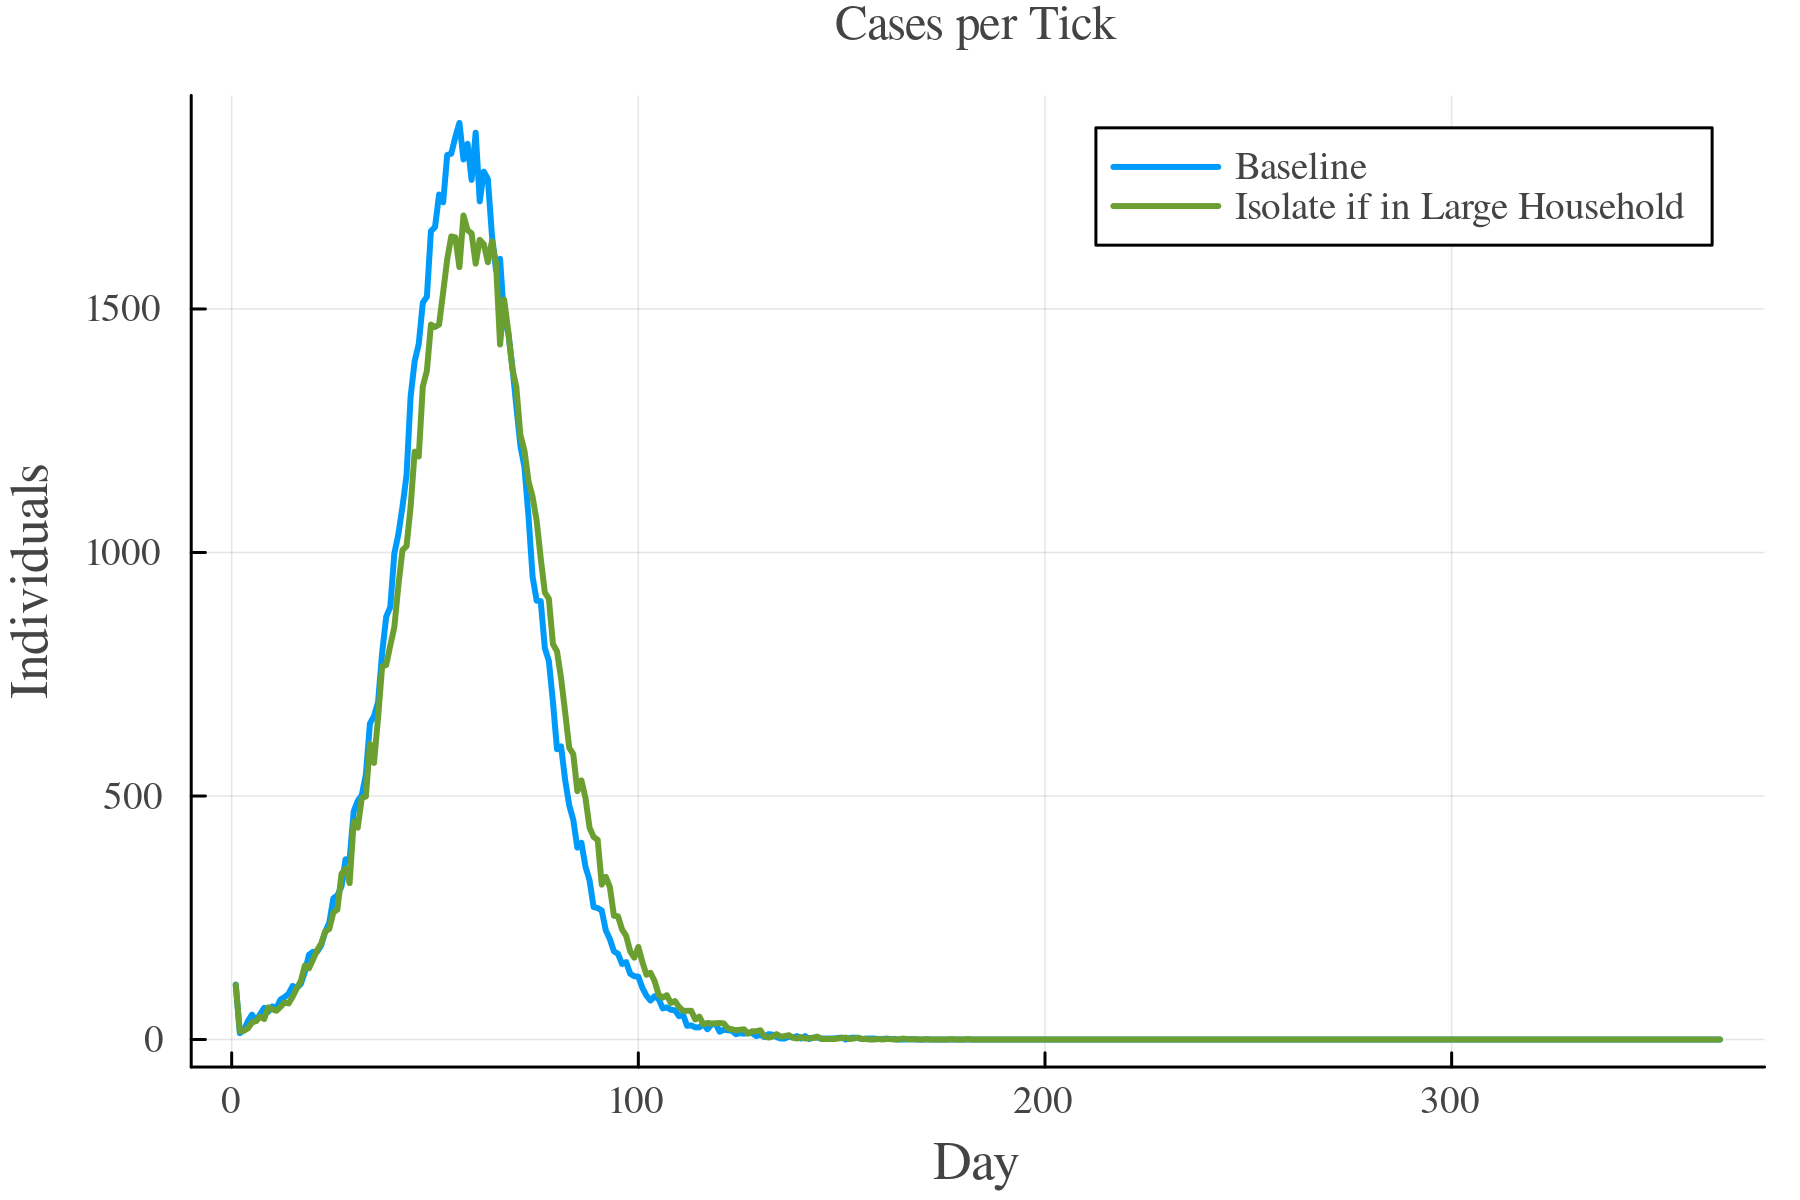 Cases per Tick
Baseline
Isolate if in Large Household
Individuals
1500
1000
500
0
0 100 200 300
Day